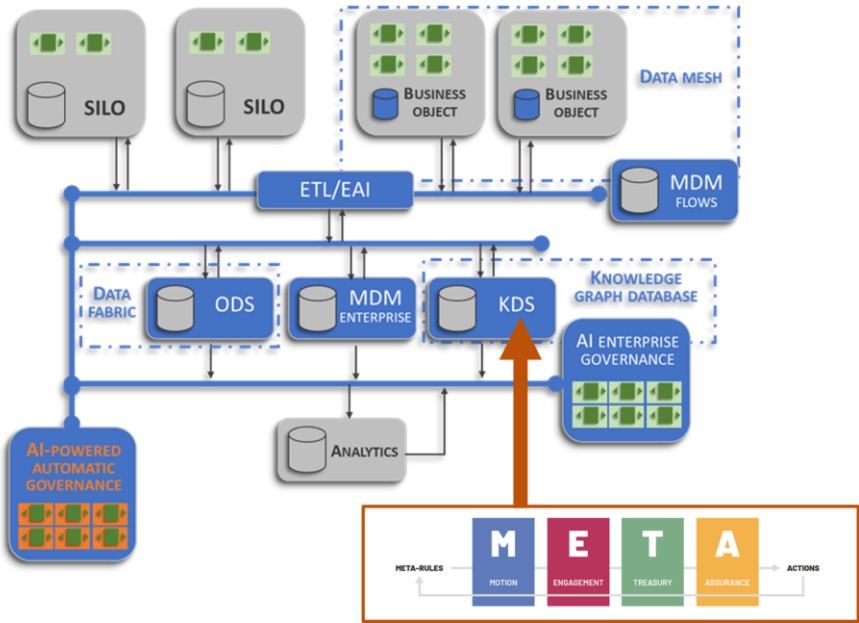 SILO
SILO
BUSINESS
OBJECT
BUSINESS
OBJECT
DATA MESH
ETL/EAI
MDM
FLOWS
DATA
FABRIC
ODS
MDM
ENTERPRISE
KDS
KNOWLEDGE
GRAPH DATABASE
AI ENTERPRISE
GOVERNANCE
ANALYTICS
AI-POWERED
AUTOMATIC
GOVERNANCE
META-RULES
M
MOTION
E
ENGAGEMENT
T
TREASURY
A
ASSURANCE
ACTIONS